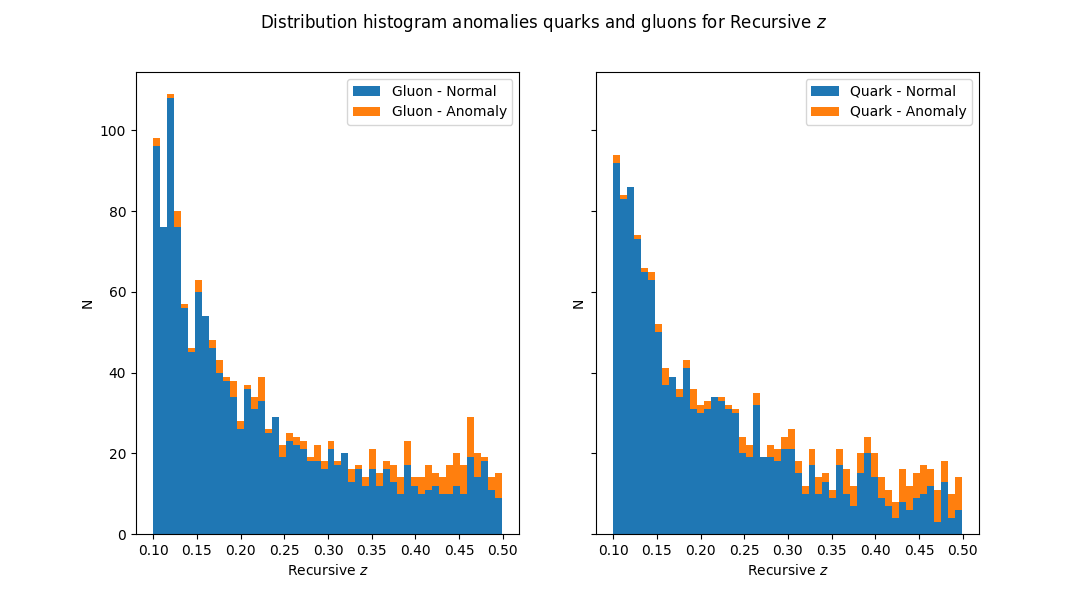 Distribution histogram anomalies quarks and gluons for Recursive z
Gluon - Normal
Gluon - Anomaly
N
100
80
60
40
20
0
0.10 0.15 0.20 0.25 0.30 0.35 0.40 0.45 0.50
Recursive z
Quark - Normal
Quark - Anomaly
N
0.10 0.15 0.20 0.25 0.30 0.35 0.40 0.45 0.50
Recursive z